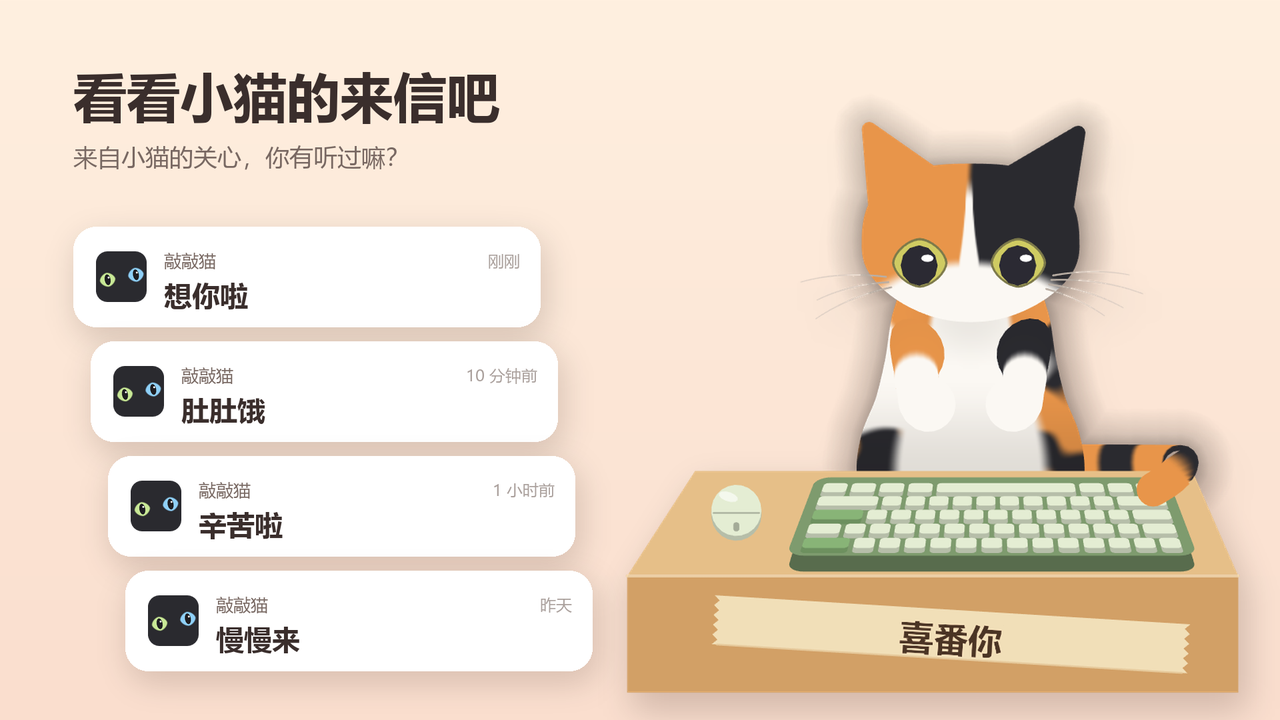 看看小猫的来信吧
来自小猫的关心，你有听过嘛？
敲敲猫
刚刚
想你啦
敲敲猫
10 分钟前
肚肚饿
敲敲猫
1 小时前
辛苦啦
敲敲猫
昨天
慢慢来
喜番你